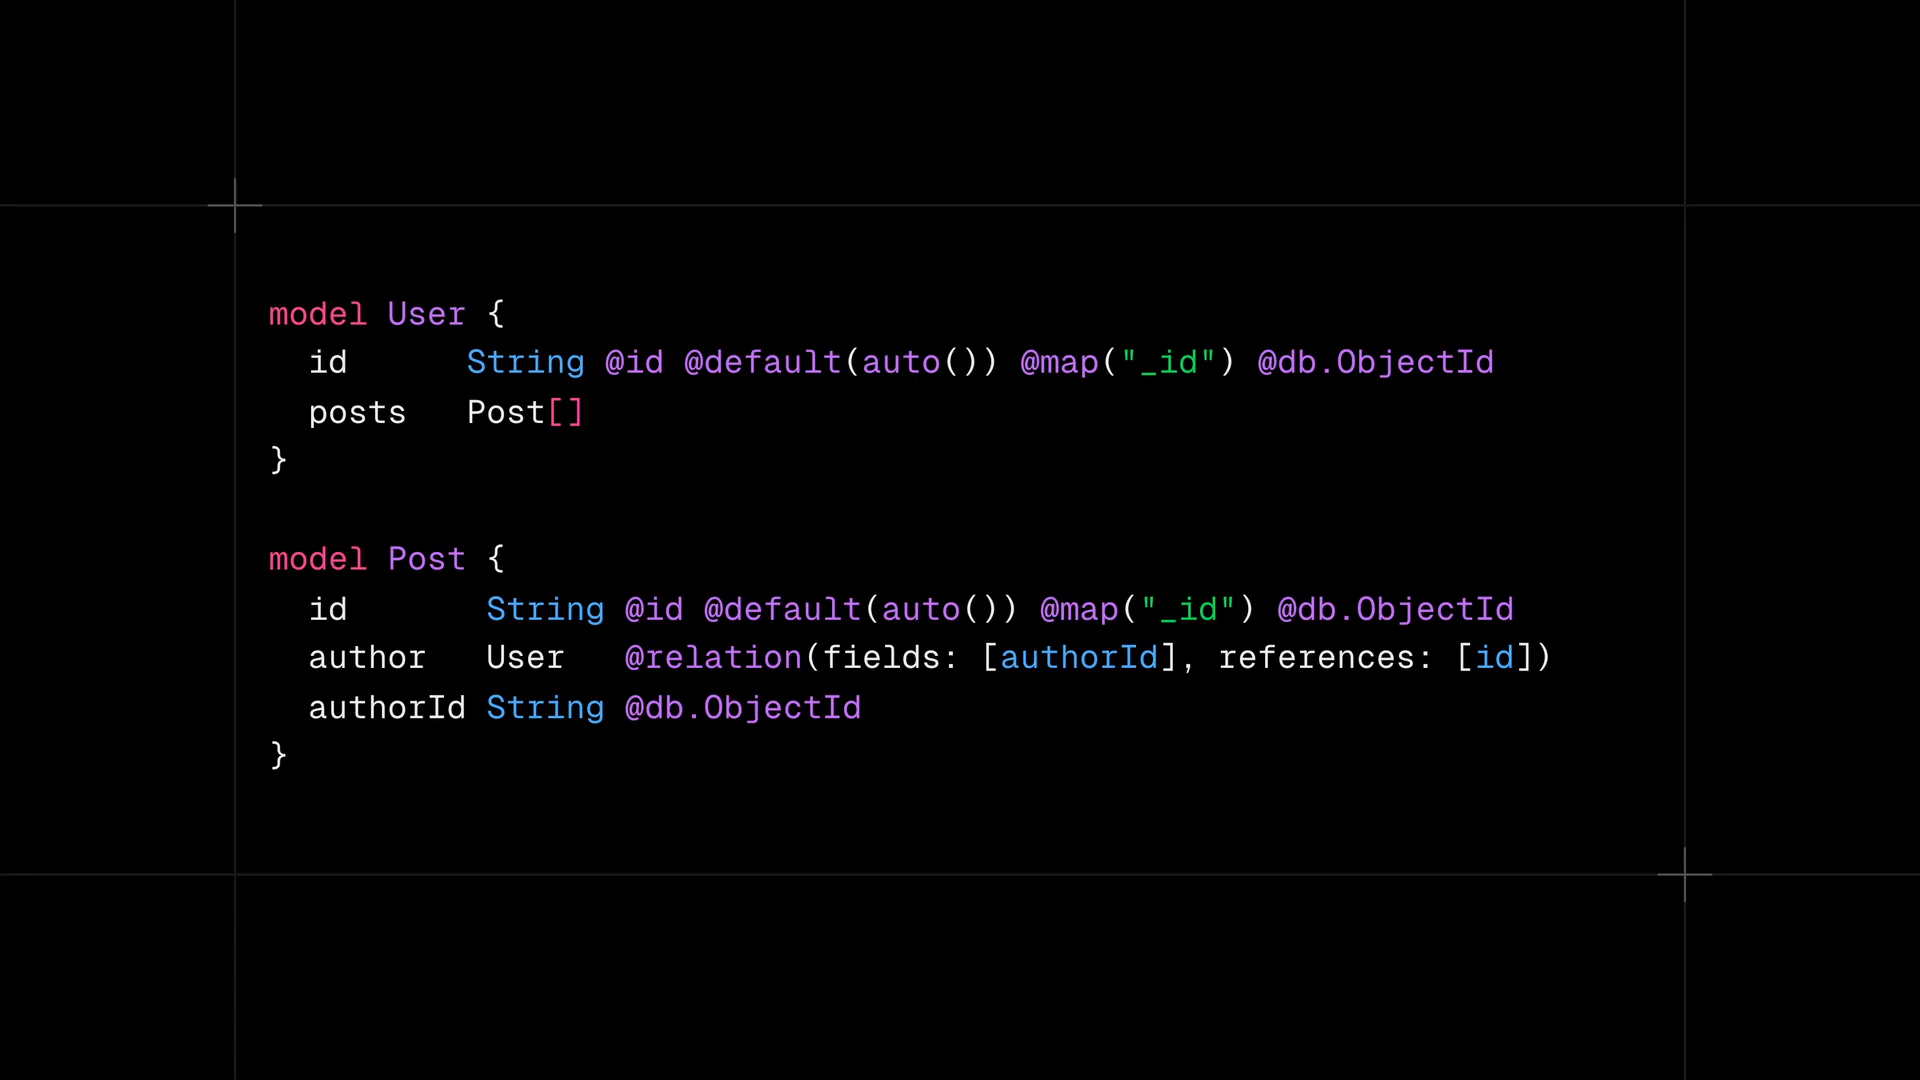 model User {
  id      String @id @default(auto()) @map("_id") @db.ObjectId
  posts   Post[]
}

model Post {
  id       String @id @default(auto()) @map("_id") @db.ObjectId
  author   User   @relation(fields: [authorId], references: [id])
  authorId String @db.ObjectId
}